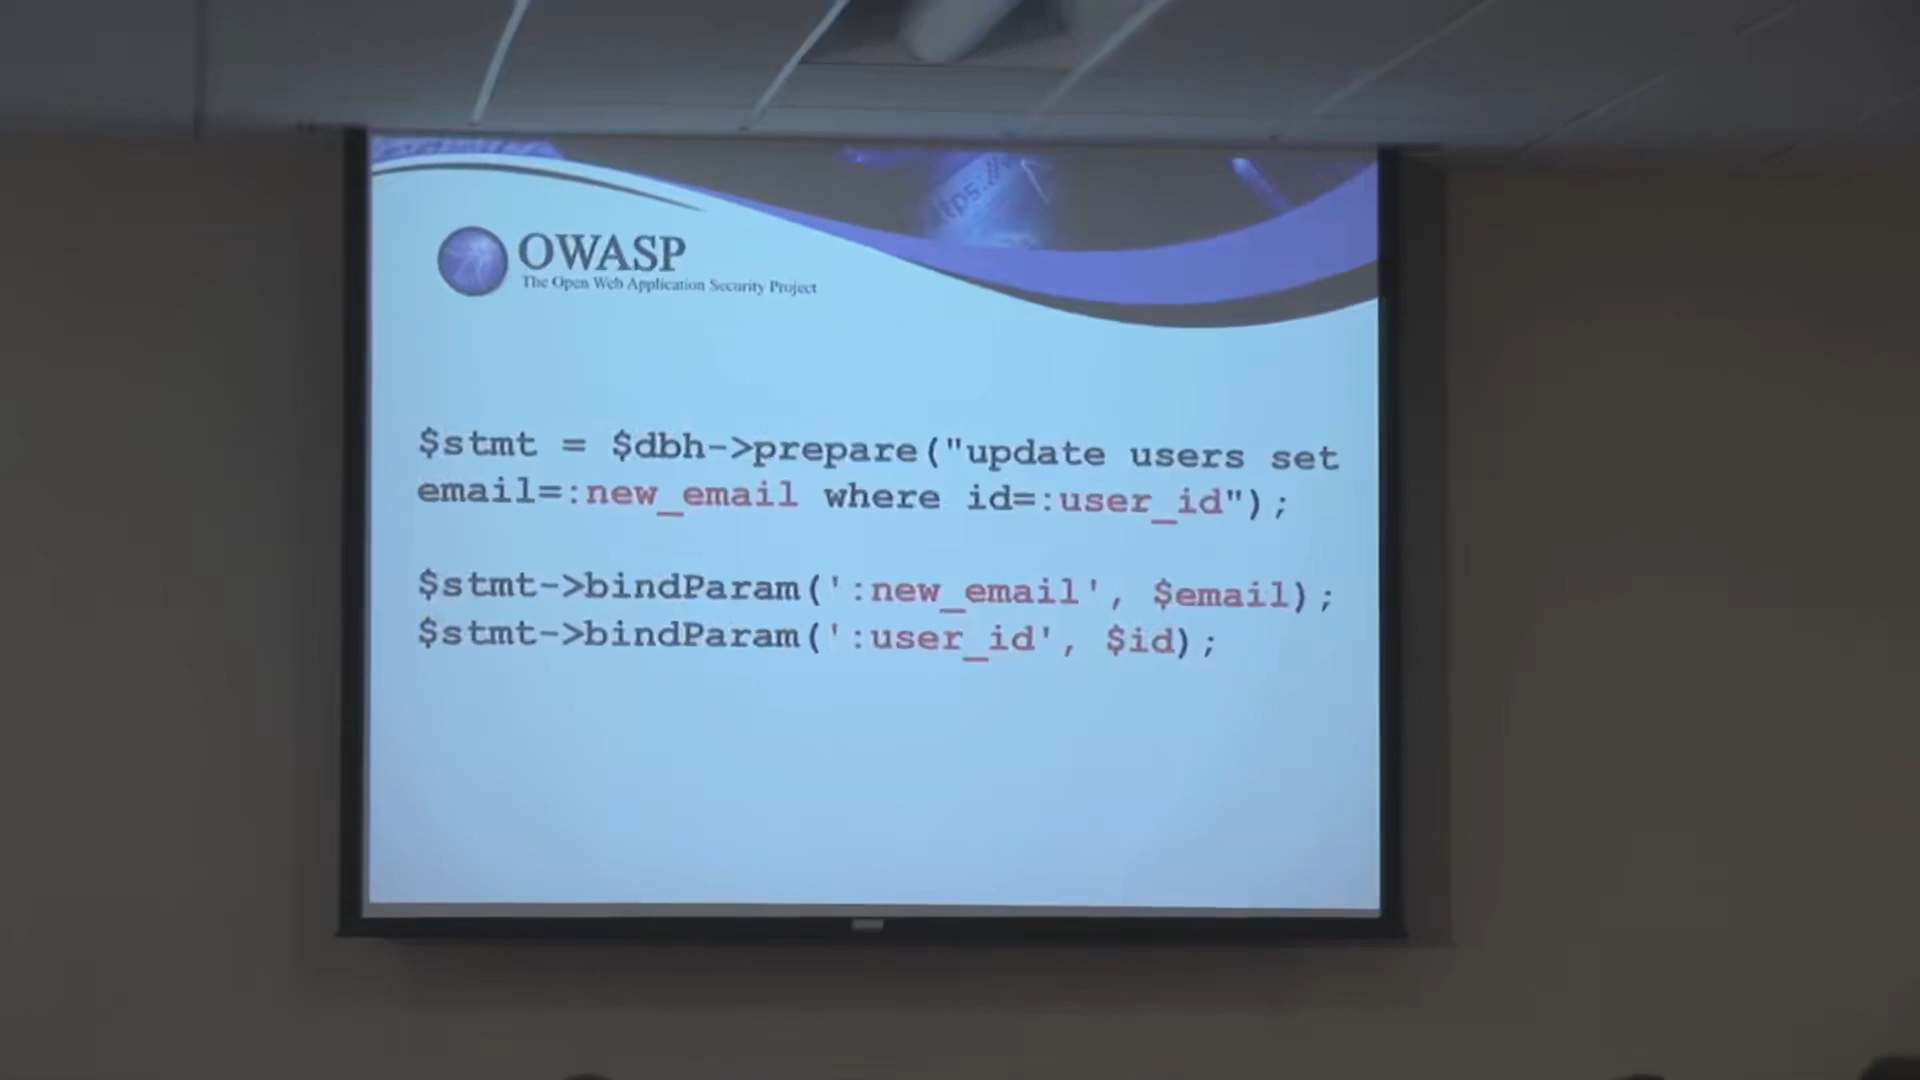 tps://
OWASP
The Open Web Application Security Project
$stmt = $dbh->prepare("update users set
email=:new_email where id=:user_id");
$stmt->bindParam(':new_email', $email);
$stmt->bindParam(':user_id', $id);